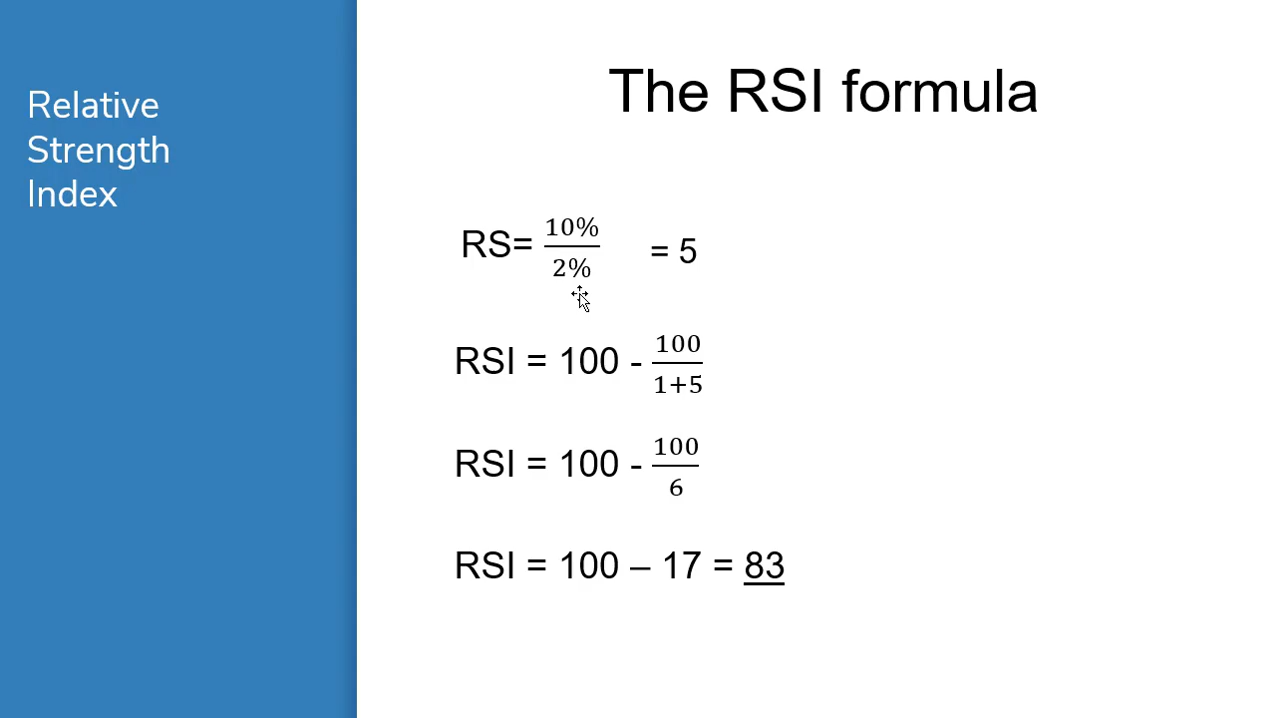 Relative
Strength
Index
The RSI formula
RS= 10%/2% = 5
RSI = 100 - 100/1+5
RSI = 100 - 100/6
RSI = 100 – 17 = 83